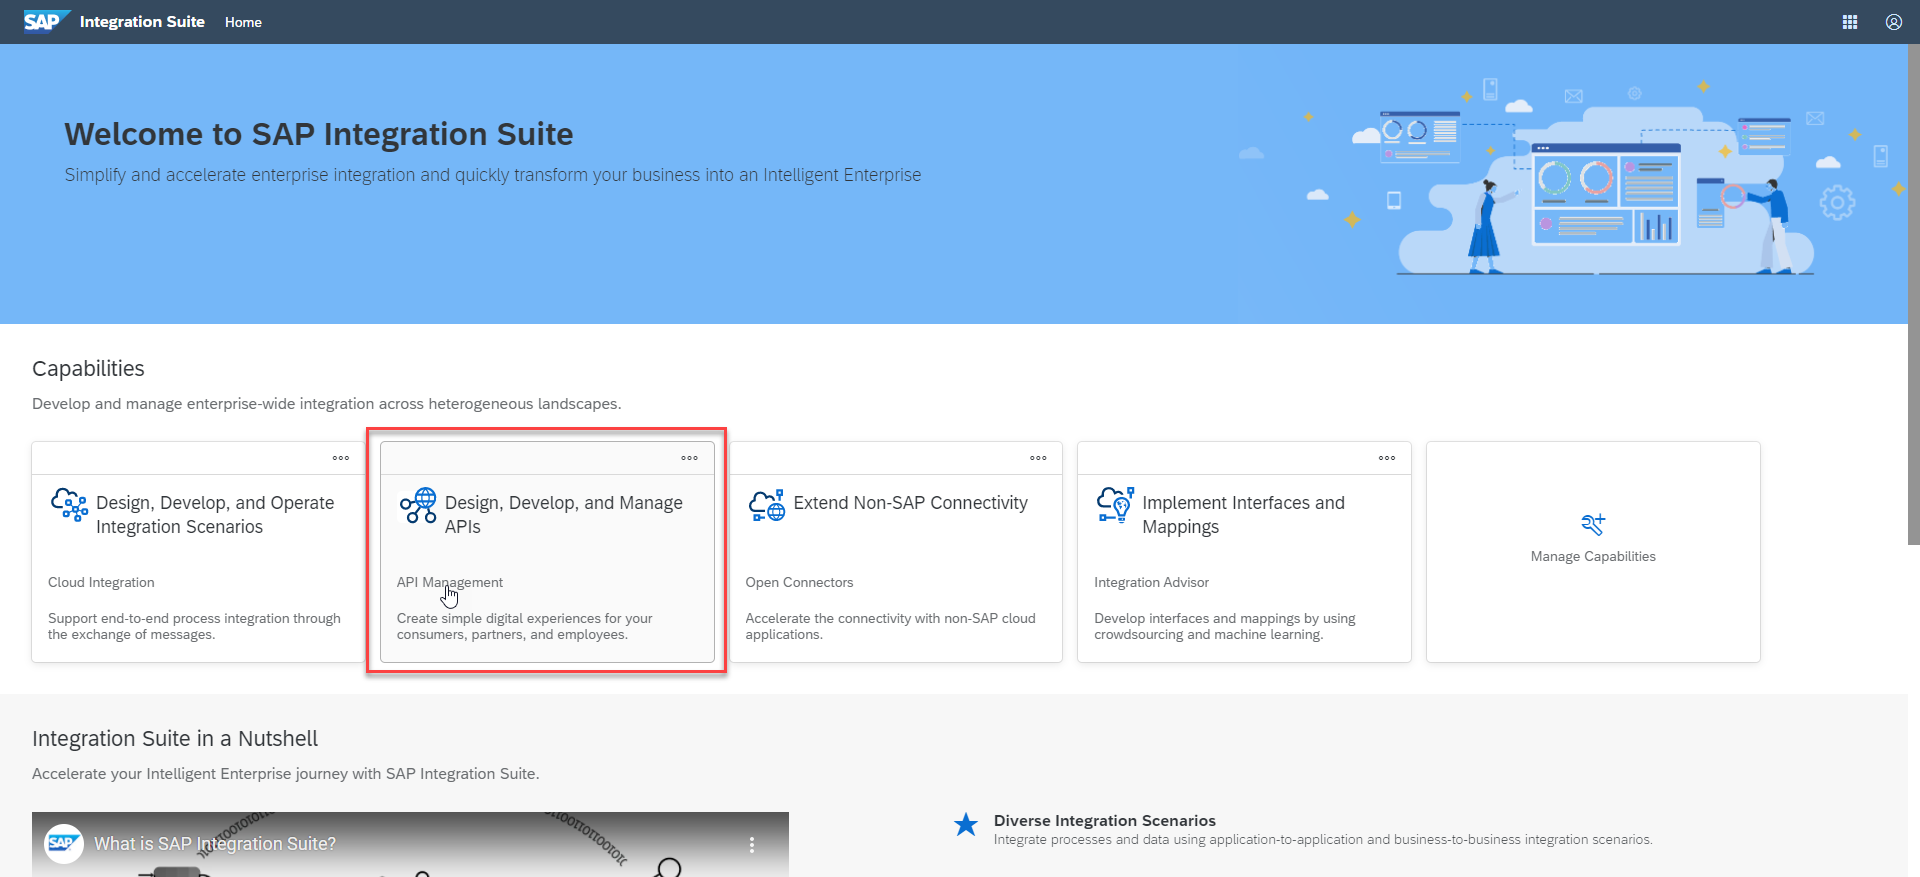 SAP Integration Suite Home
Welcome to SAP Integration Suite
Simplify and accelerate enterprise integration and quickly transform your business into an Intelligent Enterprise
Capabilities
Develop and manage enterprise-wide integration across heterogeneous landscapes.
Design, Develop, and Operate
Integration Scenarios
Cloud Integration
Support end-to-end process integration through
the exchange of messages.
Design, Develop, and Manage
APIs
API Management
Create simple digital experiences for your
consumers, partners, and employees.
Extend Non-SAP Connectivity
Open Connectors
Accelerate the connectivity with non-SAP cloud
applications.
Implement Interfaces and
Mappings
Integration Advisor
Develop interfaces and mappings by using
crowdsourcing and machine learning.
Manage Capabilities
Integration Suite in a Nutshell
Accelerate your Intelligent Enterprise journey with SAP Integration Suite.
SAP What is SAP Integration Suite?
Diverse Integration Scenarios
Integrate processes and data using application-to-application and business-to-business integration scenarios.